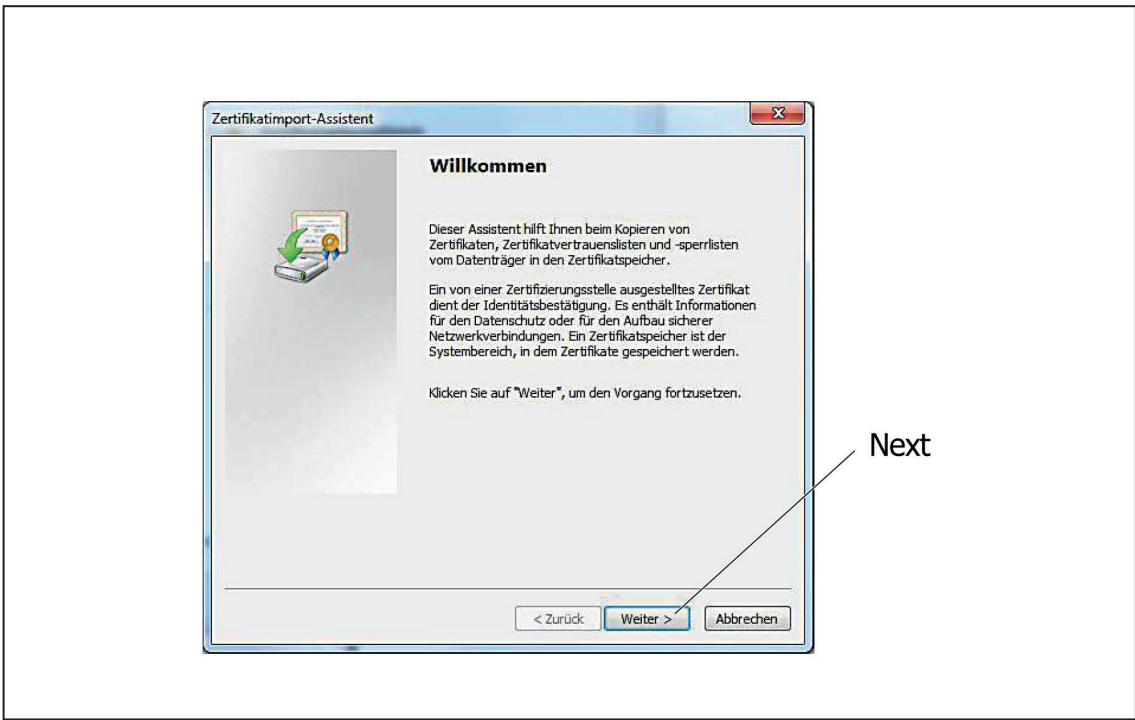 Zertifikatimport-Assistent
Willkommen
Dieser Assistent hilft Ihnen beim Kopieren von
Zertifikaten, Zertifikatvertrauenslisten und -sperrlisten
vom Datenträger in den Zertifikatspeicher.
Ein von einer Zertifizierungsstelle ausgestelltes Zertifikat
dient der Identitätsbestätigung. Es enthält Informationen
für den Datenschutz oder für den Aufbau sicherer
Netzwerkverbindungen. Ein Zertifikatspeicher ist der
Systembereich, in dem Zertifikate gespeichert werden.
Klicken Sie auf "Weiter", um den Vorgang fortzusetzen.
Next
< Zurück Weiter > Abbrechen